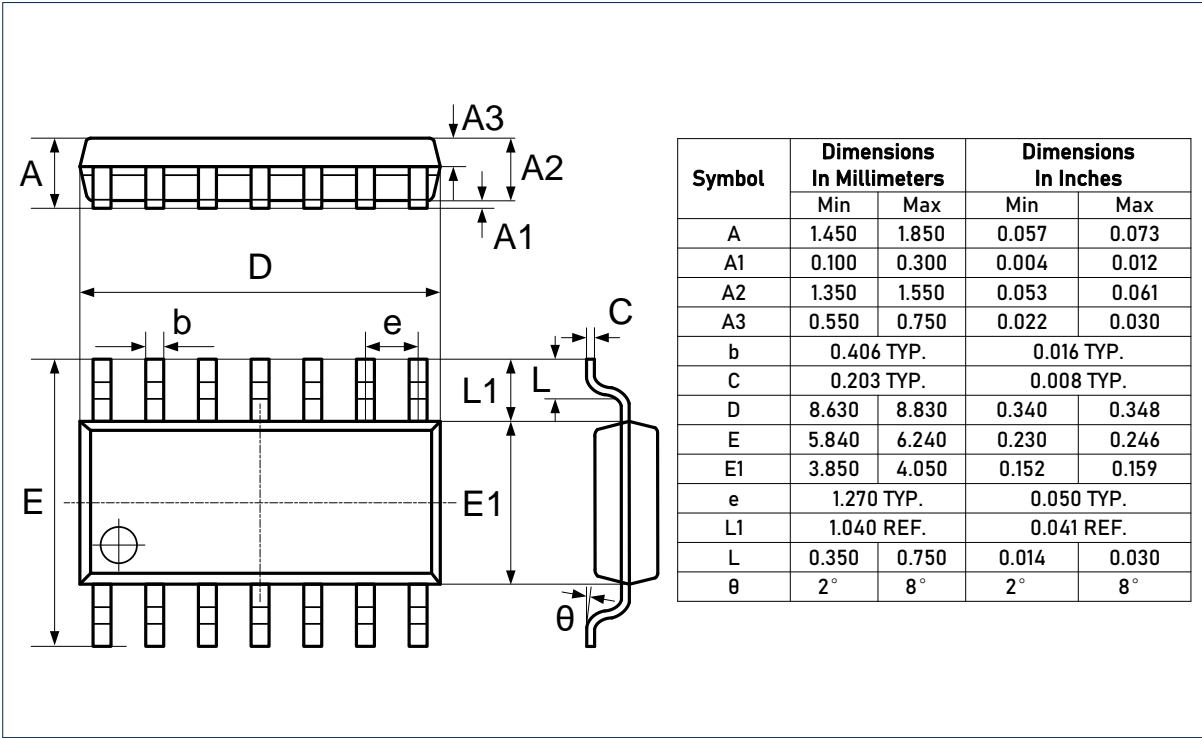 A3
A
A2
A1
D
b
e
C
L1
L
E
E1
θ
Symbol Dimensions In Millimeters Dimensions In Inches
Min Max Min Max
A 1.450 1.850 0.057 0.073
A1 0.100 0.300 0.004 0.012
A2 1.350 1.550 0.053 0.061
A3 0.550 0.750 0.022 0.030
b 0.406 TYP. 0.016 TYP.
C 0.203 TYP. 0.008 TYP.
D 8.630 8.830 0.340 0.348
E 5.840 6.240 0.230 0.246
E1 3.850 4.050 0.152 0.159
e 1.270 TYP. 0.050 TYP.
L1 1.040 REF. 0.041 REF.
L 0.350 0.750 0.014 0.030
θ 2° 8° 2° 8°